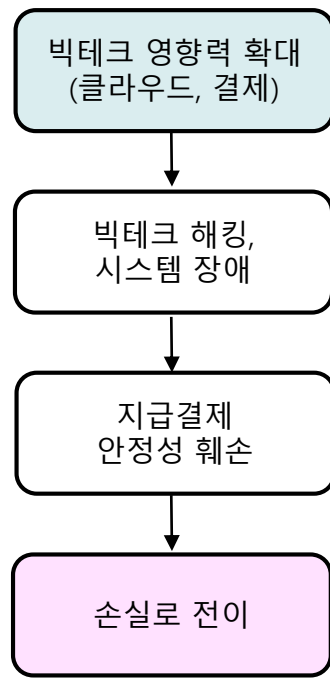 빅테크 영향력 확대
(클라우드, 결제)
빅테크 해킹,
시스템 장애
지급결제
안정성 훼손
손실로 전이